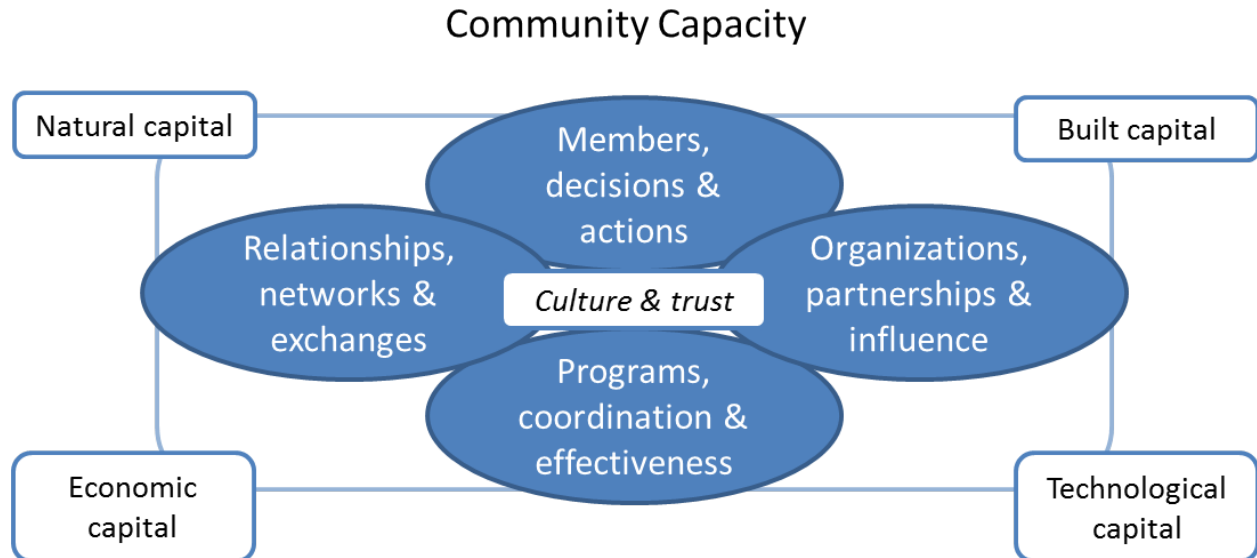 Community Capacity
Natural capital
Built capital
Members,
decisions &
actions
Relationships,
networks &
exchanges
Organizations,
partnerships &
influence
Culture & trust
Programs,
coordination &
effectiveness
Economic
capital
Technological
capital